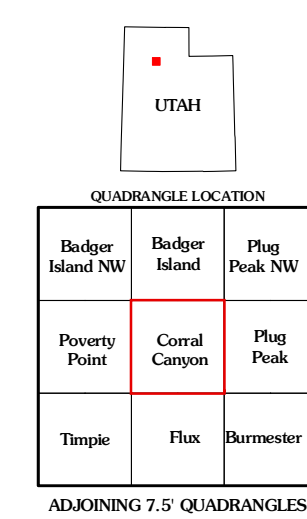 UTAH
QUADRANGLE LOCATION
Badger
Island NW
Badger
Island
Plug
Peak NW
Poverty
Point
Corral
Canyon
Plug
Peak
Timpie
Flux
Burmester
ADJOINING 7.5' QUADRANGLES